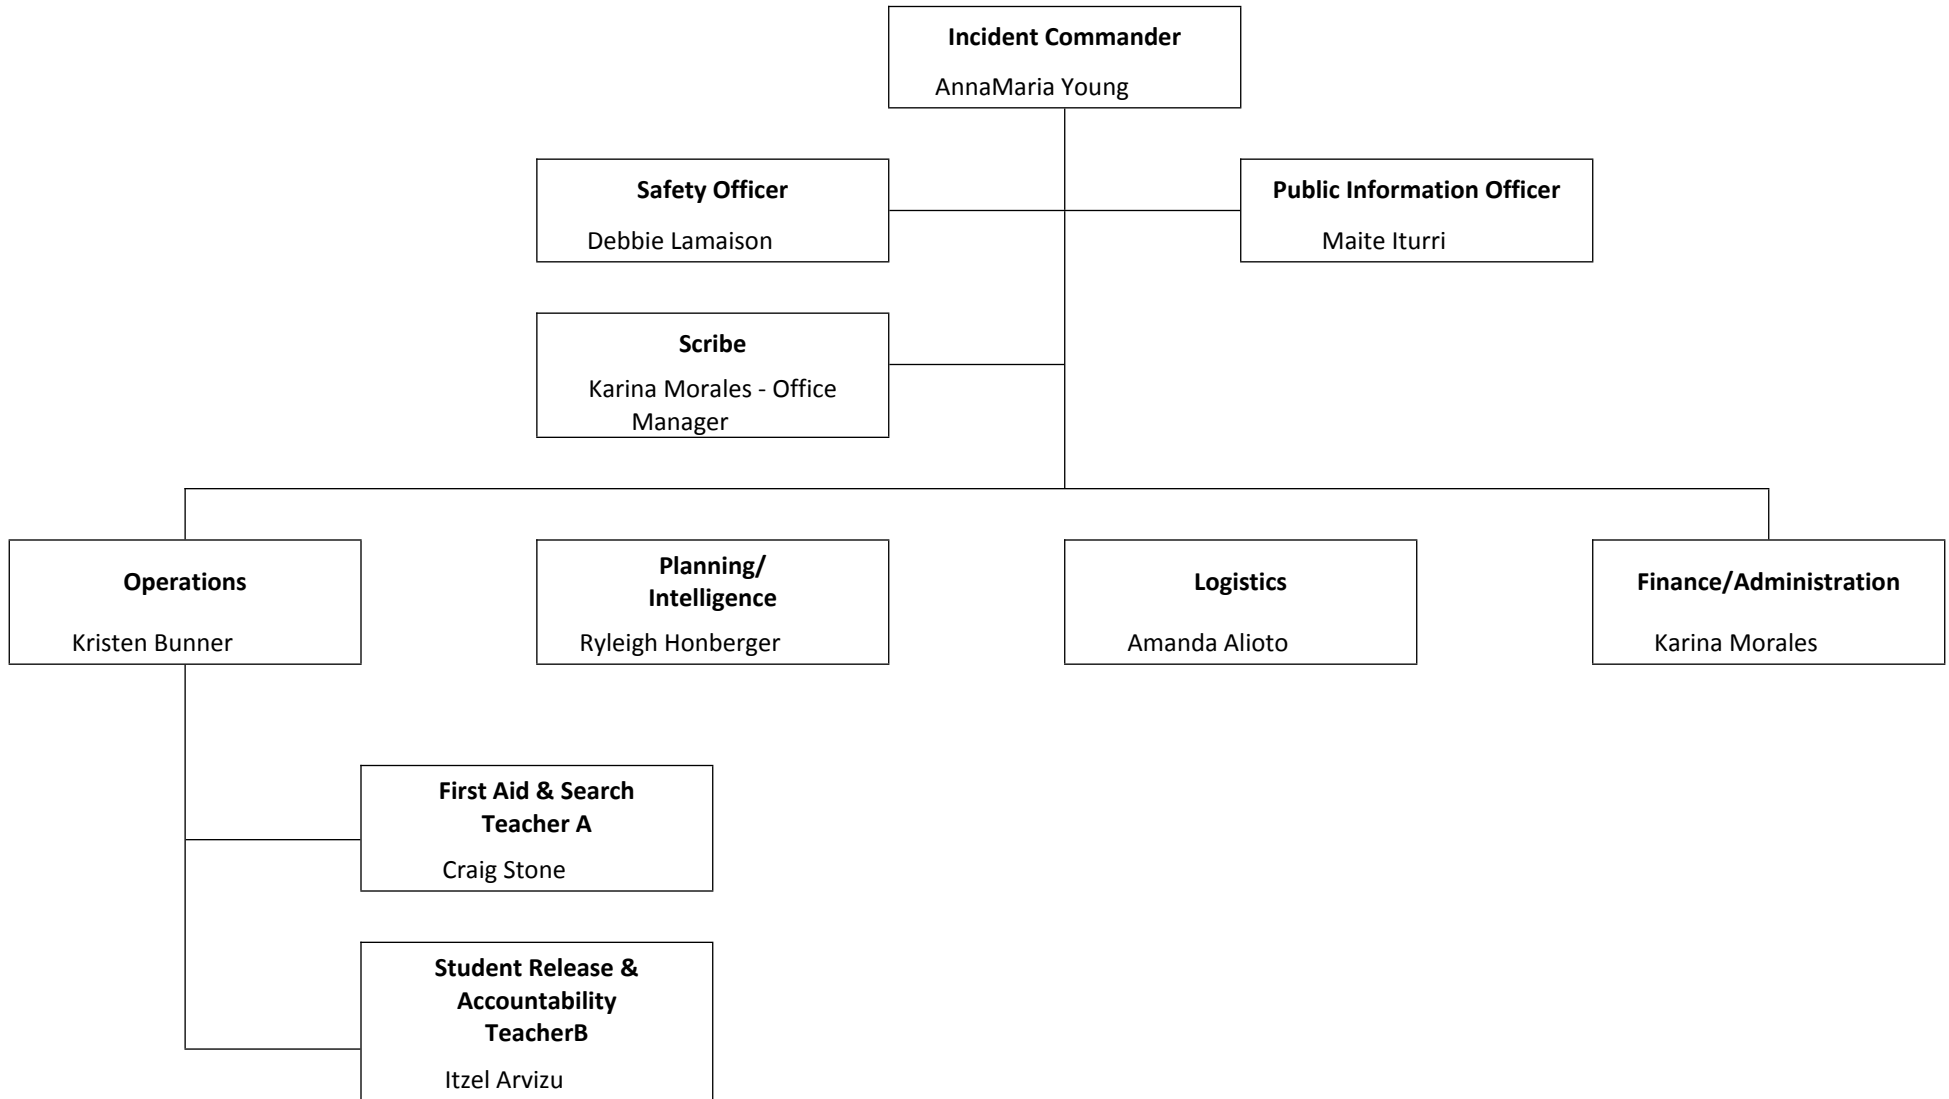 Incident Commander
AnnaMaria Young
Safety Officer
Debbie Lamaison
Public Information Officer
Maite Iturri
Scribe
Karina Morales - Office
Manager
Operations
Kristen Bunner
Planning/
Intelligence
Ryleigh Honberger
Logistics
Amanda Alioto
Finance/Administration
Karina Morales
First Aid & Search
Teacher A
Craig Stone
Student Release &
Accountability
TeacherB
Itzel Arvizu